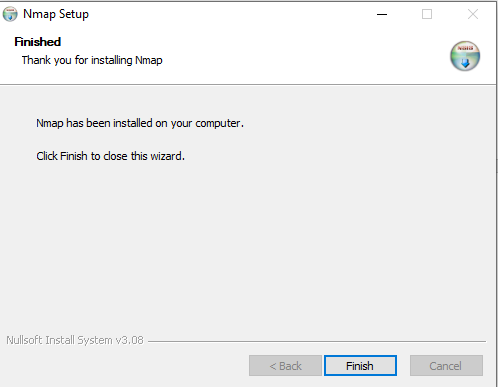 Nmap Setup
Finished
Thank you for installing Nmap
Nmap has been installed on your computer.
Click Finish to close this wizard.
Nullsoft Install System v3.08
< Back
Finish
Cancel